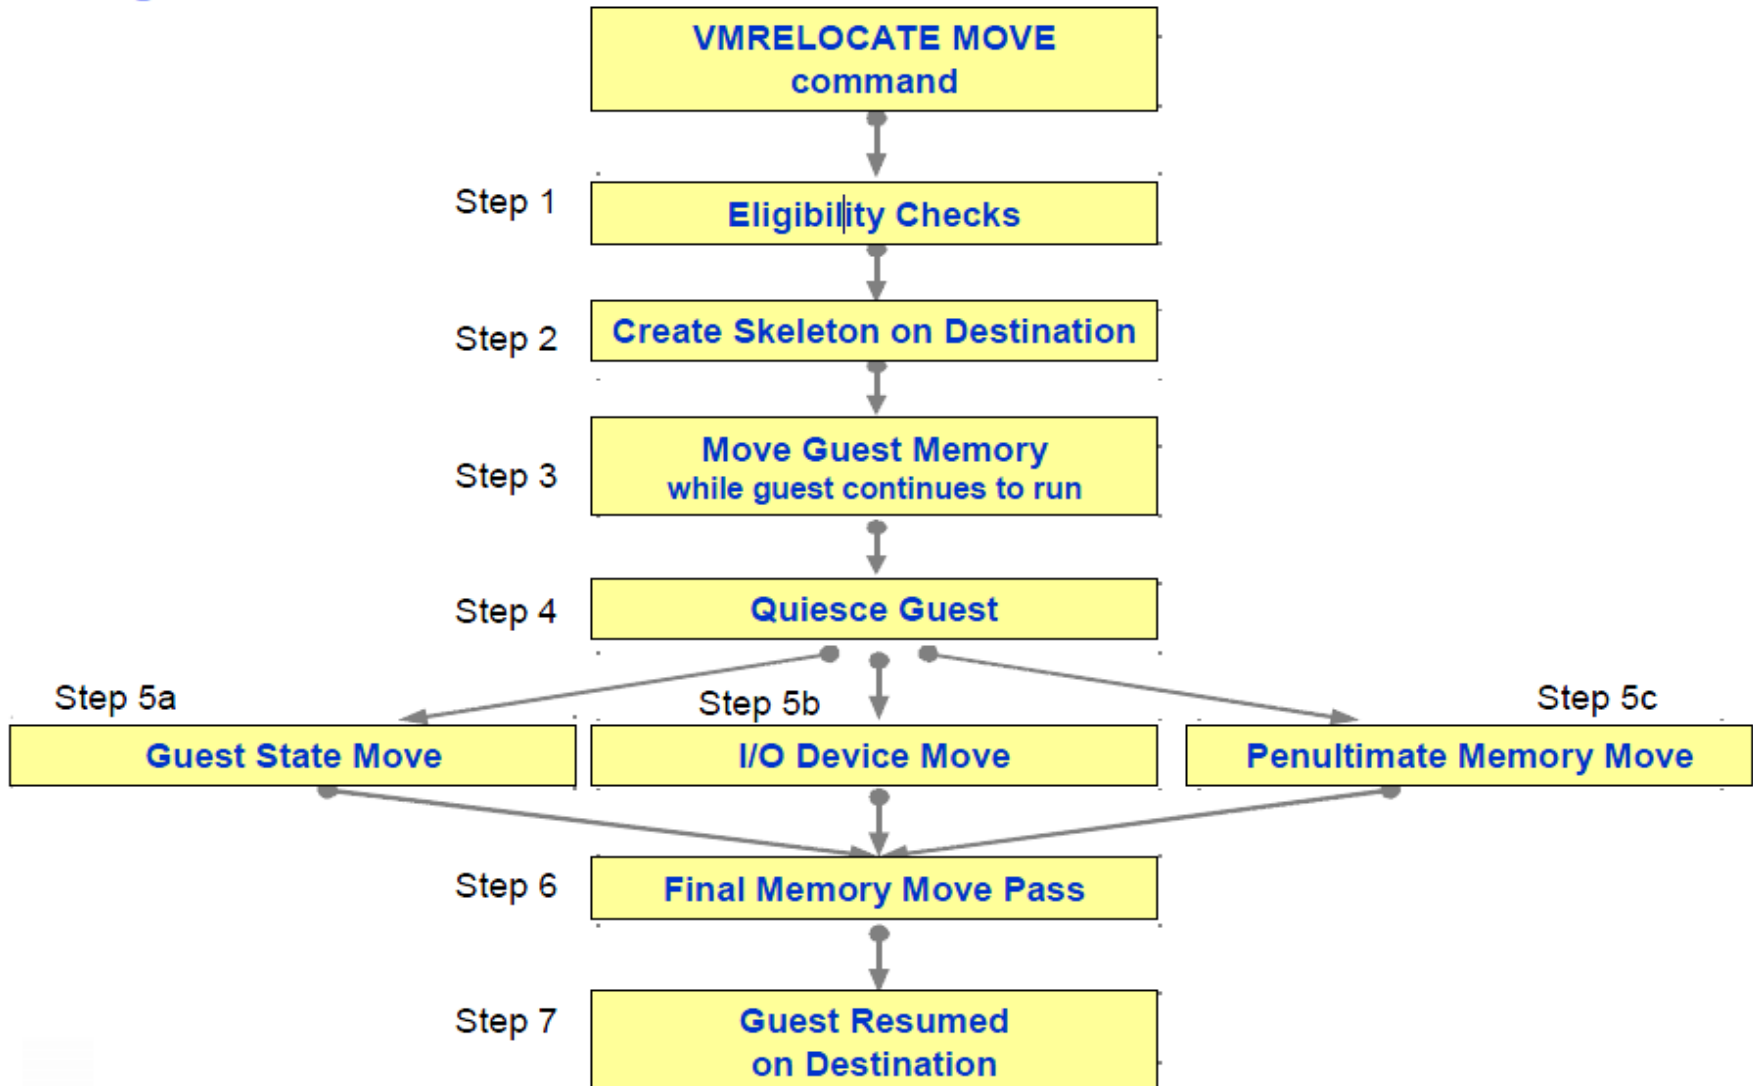 VMRELOCATE MOVE
command
Step 1
Eligibility Checks
Step 2
Create Skeleton on Destination
Step 3
Move Guest Memory
while guest continues to run
Step 4
Quiesce Guest
Step 5a
Step 5b
Step 5c
Guest State Move
I/O Device Move
Penultimate Memory Move
Step 6
Final Memory Move Pass
Step 7
Guest Resumed
on Destination